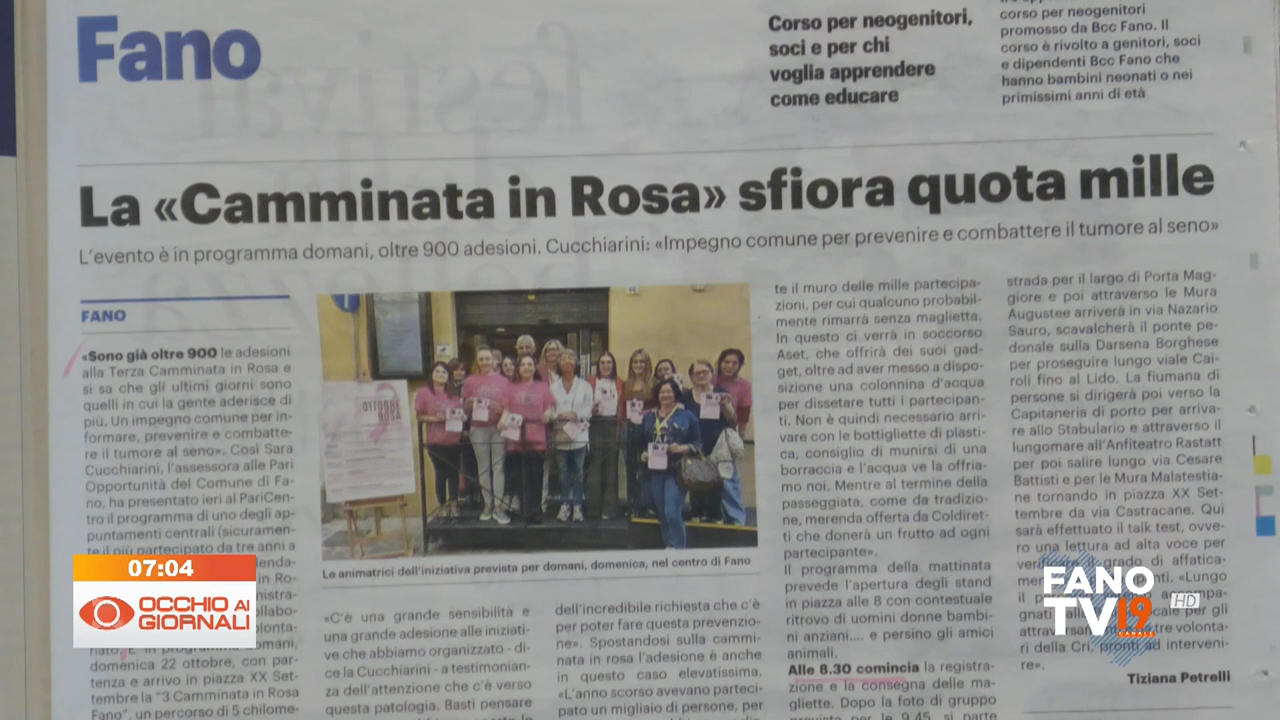 Fano
Corso per neogenitori,
soci e per chi
voglia apprendere
come educare
corso per neogenitori
promosso da Bcc Fano. Il
corso è rivolto a genitori, soci
e dipendenti Bcc Fano che
hanno bambini neonati o nei
primissimi anni di età
La «Camminata in Rosa» sfiora quota mille
L'evento è in programma domani, oltre 900 adesioni. Cucchiarini: «Impegno comune per prevenire e combattere il tumore al seno»
FANO
«Sono già oltre 900 le adesioni
alla Terza Camminata in Rosa e
si sa che gli ultimi giorni sono
quelli in cui la gente aderisce di
più. Un impegno comune per in-
formare, prevenire e combatte-
re il tumore al seno». Così Sara
Cucchiarini, l'assessora alle Pari
Opportunità del Comune di Fa-
no, ha presentato ieri al PariCen-
tro il programma di uno degli ap-
puntamenti centrali (sicuramen-
te il più partecipato da tre anni a
domenica 22 ottobre, con par-
tenza e arrivo in piazza XX Set-
tembre la "3 Camminata in Rosa
Fano", un percorso di 5 chilome-
OTTOBRE
ROSA
Le animatrici dell'iniziativa prevista per domani, domenica, nel centro di Fano
«C'è una grande sensibilità e
una grande adesione alle iniziati-
ve che abbiamo organizzato - di-
ce la Cucchiarini - a testimonian-
za dell'attenzione che c'è verso
questa patologia. Basti pensare
dell'incredibile richiesta che c'è
per poter fare questa prevenzio-
ne». Spostandosi sulla cammi-
nata in rosa l'adesione è anche
in questo caso elevatissima.
«L'anno scorso avevano parteci-
pato un migliaio di persone, per
te il muro delle mille partecipa-
zioni, per cui qualcuno probabil-
mente rimarrà senza maglietta.
In questo ci verrà in soccorso
Aset, che offrirà dei suoi gad-
get, oltre ad aver messo a dispo-
sizione una colonnina d'acqua
per dissetare tutti i partecipan-
ti. Non è quindi necessario arri-
vare con le bottigliette di plasti-
ca, consiglio di munirsi di una
borraccia e l'acqua ve la offria-
mo noi. Mentre al termine della
passeggiata, come da tradizio-
ne, merenda offerta da Coldiret-
ti che donerà un frutto ad ogni
partecipante».
Il programma della mattinata
prevede l'apertura degli stand
in piazza alle 8 con contestuale
ritrovo di uomini donne bambi-
ni anziani.... e persino gli amici
animali.
Alle 8.30 comincia la registra-
zione e la consegna delle ma-
gliette. Dopo la foto di gruppo
prevista per le 9.45, si parte
strada per il largo di Porta Mag-
giore e poi attraverso le Mura
Augustee arriverà in via Nazario
Sauro, scavalcherà il ponte pe-
donale sulla Darsena Borghese
per proseguire lungo viale Cai-
roli fino al Lido. La fiumana di
persone si dirigerà poi verso la
Capitaneria di porto per arriva-
re allo Stabulario e attraverso il
lungomare all'Anfiteatro Rastatt
per poi salire lungo via Cesare
Battisti e per le Mura Malatestia-
ne tornando in piazza XX Set-
tembre da via Castracane. Qui
sarà effettuato il talk test, ovve-
ro una lettura ad alta voce per
grado di affatica-
ti. «Lungo
per gli
volonta-
ri della Cri, pronti ad interveni-
re».
Tiziana Petrelli
07:04
OCCHIO AI
GIORNALI
FANO
TV 19
HD